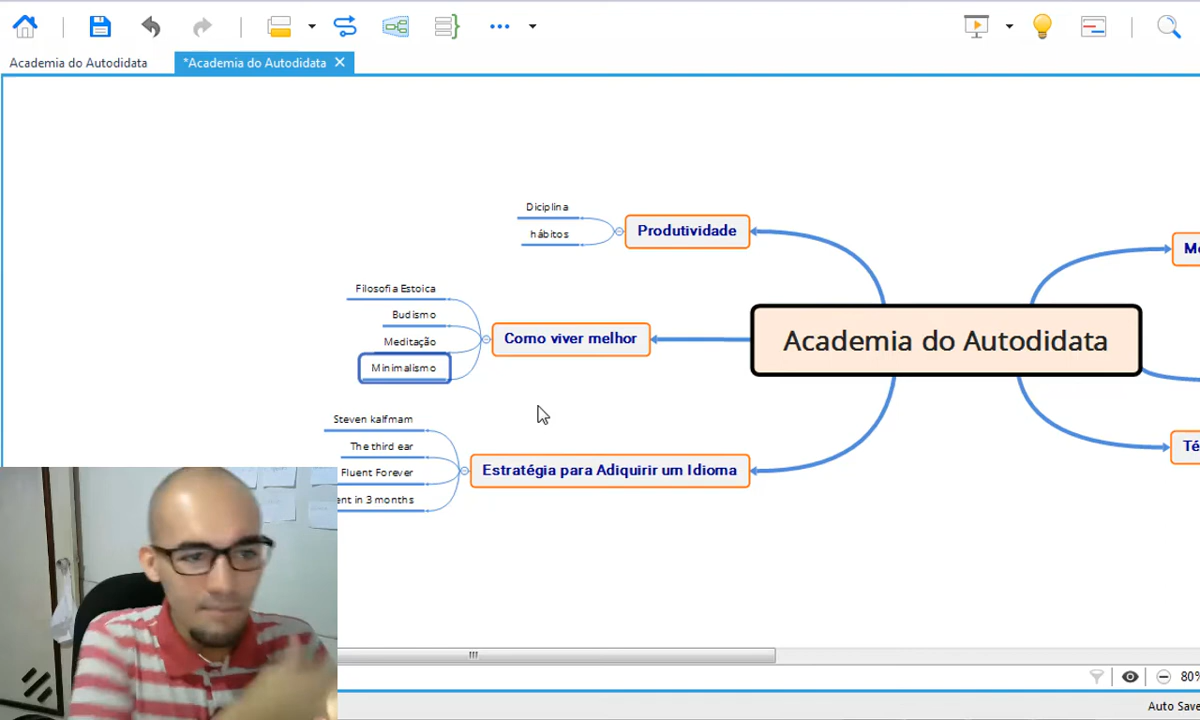 Academia do Autodidata
*Academia do Autodidata
Diciplina
hábitos
Produtividade
Filosofia Estoica
Budismo
Meditação
Minimalismo
Como viver melhor
Academia do Autodidata
Steven kalfmam
The third ear
Fluent Forever
ent in 3 months
Estratégia para Adiquirir um Idioma
Mé
Té
80%
Auto Save